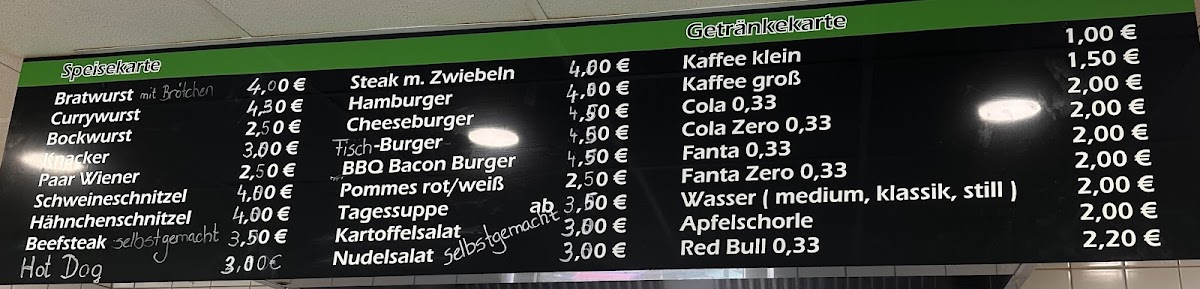 Speisekarte
Bratwurst mit Brötchen 4,00 €
Currywurst 4,30 €
Bockwurst 2,50 €
Knacker 3,00 €
Paar Wiener 2,50 €
Schweineschnitzel 4,00 €
Hähnchenschnitzel 4,00 €
Beefsteak selbstgemacht 3,50 €
Hot Dog 3,00 €
Steak m. Zwiebeln 4,00 €
Hamburger 4,00 €
Cheeseburger 4,50 €
Fisch-Burger 4,50 €
BBQ Bacon Burger 4,50 €
Pommes rot/weiß 2,50 €
Tagessuppe ab 3,50 €
Kartoffelsalat 3,00 €
Nudelsalat selbstgemacht 3,00 €
Getränkekarte
Kaffee klein 1,00 €
Kaffee groß 1,50 €
Cola 0,33 2,00 €
Cola Zero 0,33 2,00 €
Fanta 0,33 2,00 €
Fanta Zero 0,33 2,00 €
Wasser ( medium, klassik, still ) 2,00 €
Apfelschorle 2,00 €
Red Bull 0,33 2,20 €